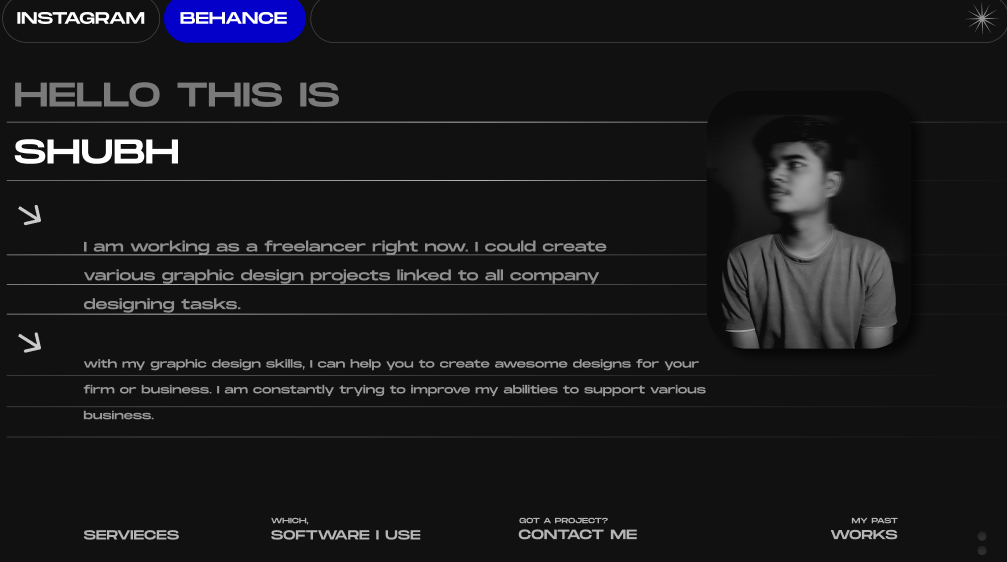 INSTAGRAM BEHANCE
HELLO THIS IS
SHUBH
I am working as a freelancer right now. I could create
various graphic design projects linked to all company
designing tasks.
with my graphic design skills, I can help you to create awesome designs for your
firm or business. I am constantly trying to improve my abilities to support various
business.
SERVIECES
WHICH,
SOFTWARE I USE
GOT A PROJECT?
CONTACT ME
MY PAST
WORKS